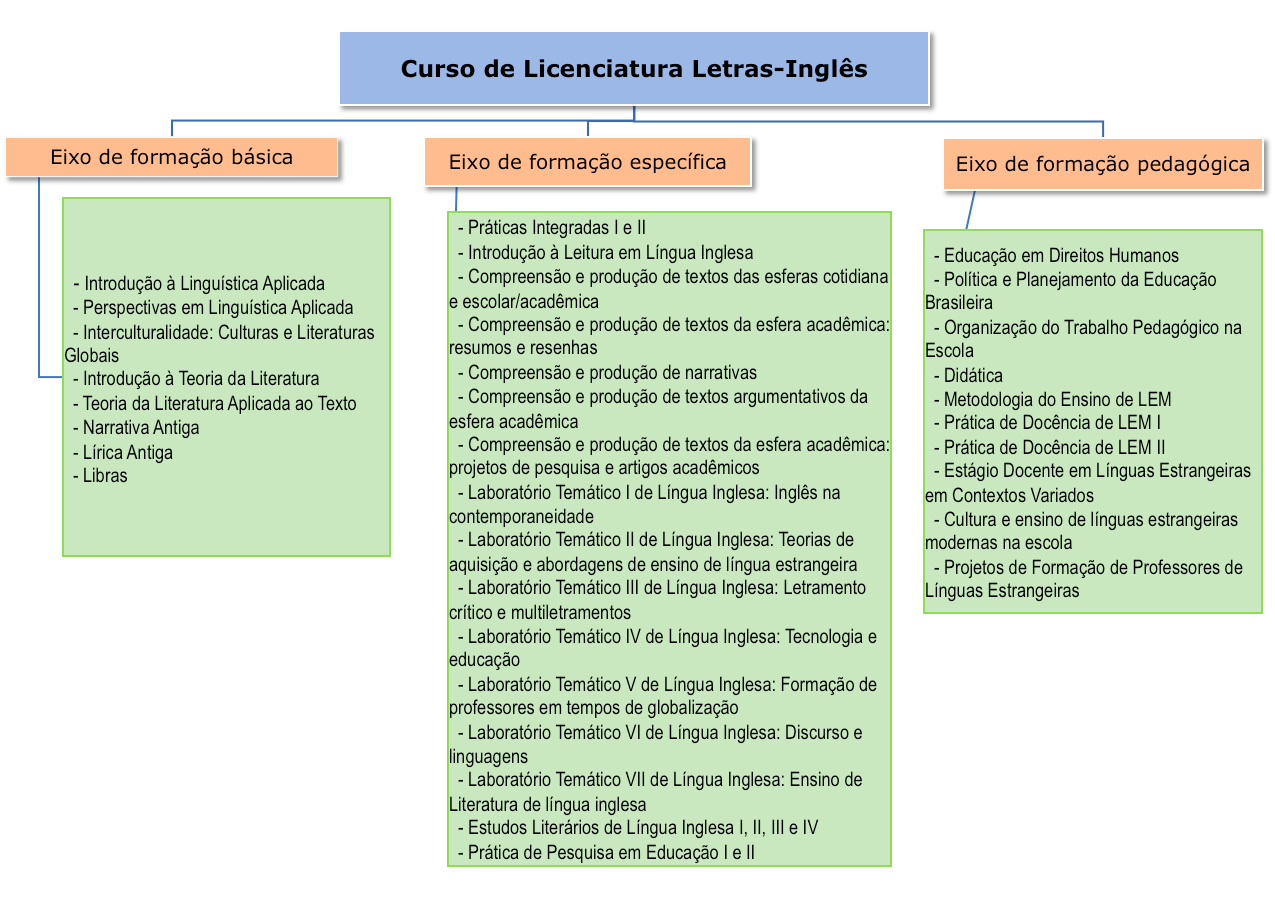 Curso de Licenciatura Letras-Inglês
Eixo de formação básica
- Introdução à Linguística Aplicada
- Perspectivas em Linguística Aplicada
- Interculturalidade: Culturas e Literaturas
Globais
- Introdução à Teoria da Literatura
- Teoria da Literatura Aplicada ao Texto
- Narrativa Antiga
- Lírica Antiga
- Libras
Eixo de formação específica
- Práticas Integradas I e II
- Introdução à Leitura em Língua Inglesa
- Compreensão e produção de textos das esferas cotidiana
e escolar/acadêmica
- Compreensão e produção de textos da esfera acadêmica:
resumos e resenhas
- Compreensão e produção de narrativas
- Compreensão e produção de textos argumentativos da
esfera acadêmica
- Compreensão e produção de textos da esfera acadêmica:
projetos de pesquisa e artigos acadêmicos
- Laboratório Temático I de Língua Inglesa: Inglês na
contemporaneidade
- Laboratório Temático II de Língua Inglesa: Teorias de
aquisição e abordagens de ensino de língua estrangeira
- Laboratório Temático III de Língua Inglesa: Letramento
crítico e multiletramentos
- Laboratório Temático IV de Língua Inglesa: Tecnologia e
educação
- Laboratório Temático V de Língua Inglesa: Formação de
professores em tempos de globalização
- Laboratório Temático VI de Língua Inglesa: Discurso e
linguagens
- Laboratório Temático VII de Língua Inglesa: Ensino de
Literatura de língua inglesa
- Estudos Literários de Língua Inglesa I, II, III e IV
- Prática de Pesquisa em Educação I e II
Eixo de formação pedagógica
- Educação em Direitos Humanos
- Política e Planejamento da Educação
Brasileira
- Organização do Trabalho Pedagógico na
Escola
- Didática
- Metodologia do Ensino de LEM
- Prática de Docência de LEM I
- Prática de Docência de LEM II
- Estágio Docente em Línguas Estrangeiras
em Contextos Variados
- Cultura e ensino de línguas estrangeiras
modernas na escola
- Projetos de Formação de Professores de
Línguas Estrangeiras